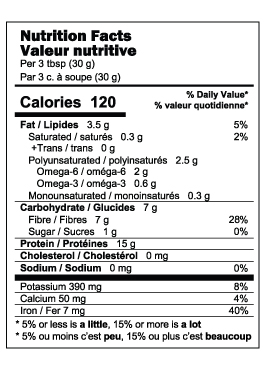 Nutrition Facts
Valeur nutritive
Per 3 tbsp (30 g)
Par 3 c. à soupe (30 g)
Calories 120
% Daily Value*
% valeur quotidienne*
Fat / Lipides 3.5 g 5%
Saturated / saturés 0.3 g 2%
+Trans / trans 0 g
Polyunsaturated / polyinsaturés 2.5 g
Omega-6 / oméga-6 2 g
Omega-3 / oméga-3 0.6 g
Monounsaturated / monoinsaturés 0.3 g
Carbohydrate / Glucides 7 g
Fibre / Fibres 7 g 28%
Sugar / Sucres 1 g 0%
Protein / Protéines 15 g
Cholesterol / Cholestérol 0 mg
Sodium / Sodium 0 mg 0%
Potassium 390 mg 8%
Calcium 50 mg 4%
Iron / Fer 7 mg 40%
* 5% or less is a little, 15% or more is a lot
* 5% ou moins c'est peu, 15% ou plus c'est beaucoup